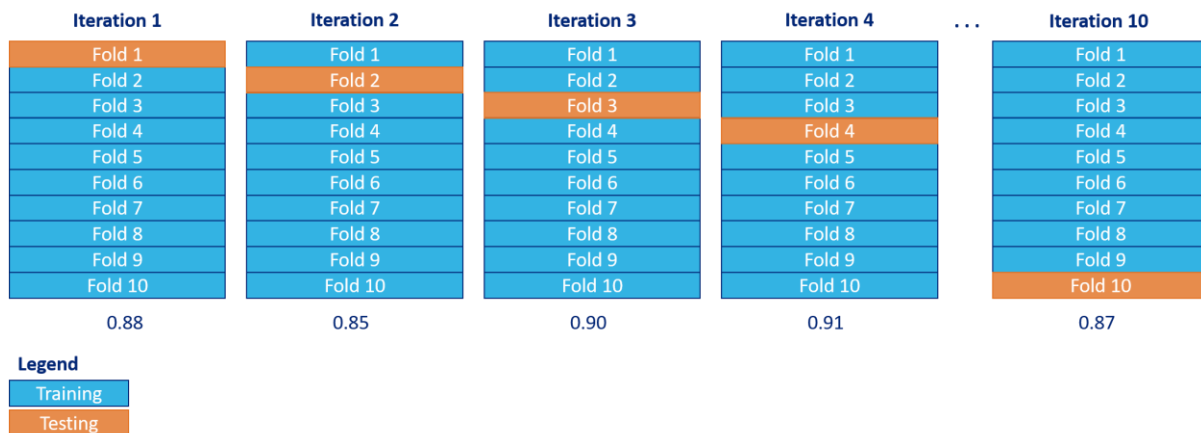 Iteration 1 Iteration 2 Iteration 3 Iteration 4 . . . Iteration 10
Fold 1 Fold 1 Fold 1 Fold 1 Fold 1
Fold 2 Fold 2 Fold 2 Fold 2 Fold 2
Fold 3 Fold 3 Fold 3 Fold 3 Fold 3
Fold 4 Fold 4 Fold 4 Fold 4 Fold 4
Fold 5 Fold 5 Fold 5 Fold 5 Fold 5
Fold 6 Fold 6 Fold 6 Fold 6 Fold 6
Fold 7 Fold 7 Fold 7 Fold 7 Fold 7
Fold 8 Fold 8 Fold 8 Fold 8 Fold 8
Fold 9 Fold 9 Fold 9 Fold 9 Fold 9
Fold 10 Fold 10 Fold 10 Fold 10 Fold 10
0.88 0.85 0.90 0.91 0.87
Legend
Training
Testing